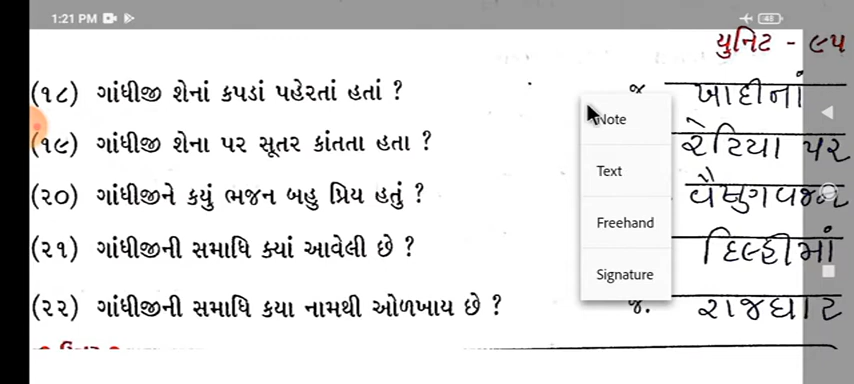 1:21 PM 48
યુનિટ - ૯૫
(૧૮) ગાંધીજી શેનાં કપડાં પહેરતાં હતાં ? જ. ખાદીનાં
(૧૯) ગાંધીજી શેના પર સૂતર કાંતતા હતા ? રેંટિયા પર
(૨૦) ગાંધીજીને કયું ભજન બહુ પ્રિય હતું ?
(૨૧) ગાંધીજીની સમાધિ ક્યાં આવેલી છે ? દિલ્હીમાં
(૨૨) ગાંધીજીની સમાધિ કયા નામથી ઓળખાય છે ? જ. રાજઘાટ
Note
Text
Freehand
Signature